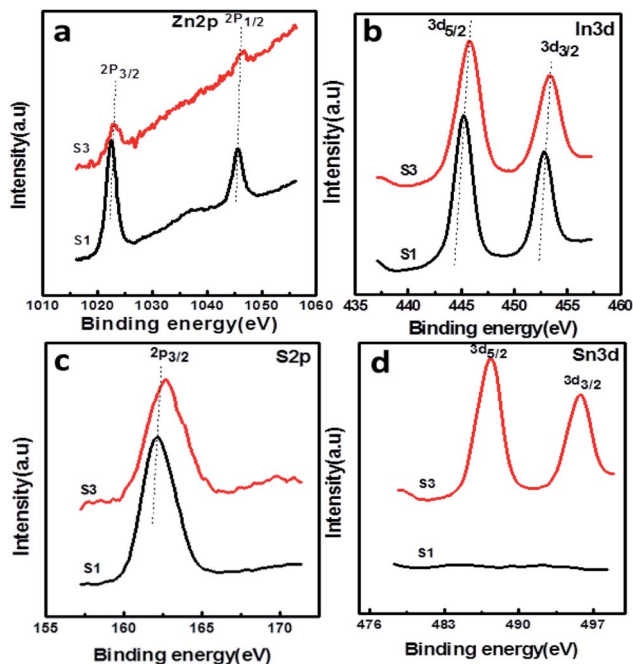 a
Zn2p
2P3/2
2P1/2
S3
S1
Intensity(a.u)
1010 1020 1030 1040 1050 1060
Binding energy(eV)
b
In3d
3d5/2
3d3/2
S3
S1
Intensity(a.u)
435 440 445 450 455 460
Binding energy(eV)
c
S2p
2p3/2
S3
S1
Intensity(a.u)
155 160 165 170
Binding energy(eV)
d
Sn3d
3d5/2
3d3/2
S3
S1
Intensity(a.u)
476 483 490 497
Binding energy(eV)